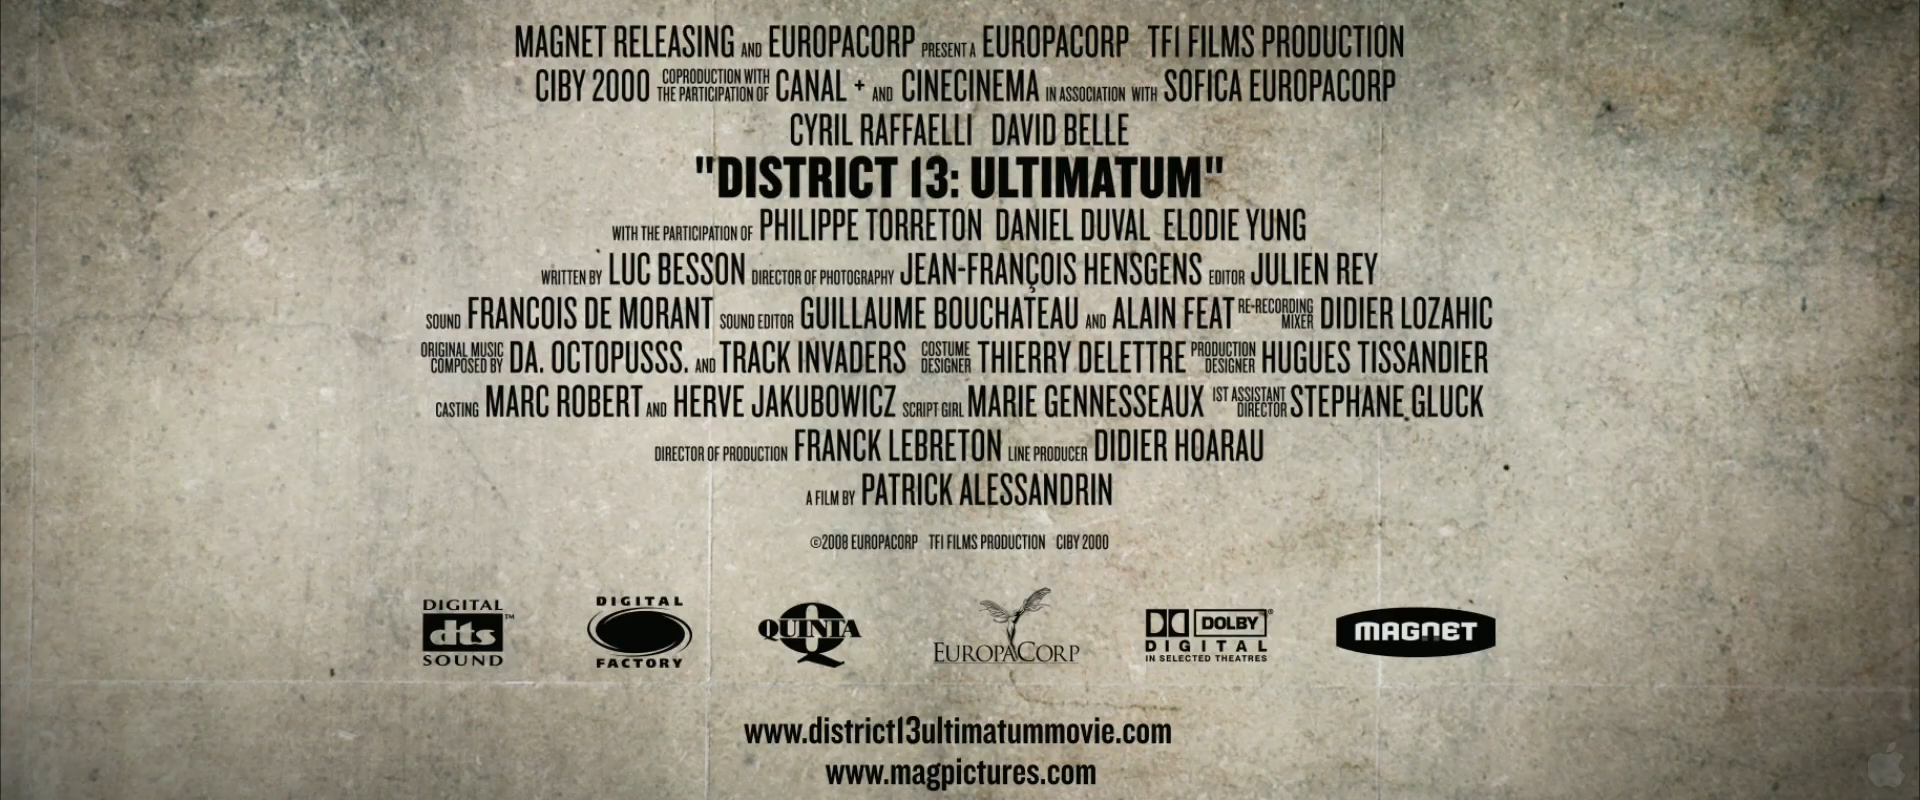 MAGNET RELEASING AND EUROPACORP PRESENT A EUROPACORP TF1 FILMS PRODUCTION
CIBY 2000 COPRODUCTION WITH THE PARTICIPATION OF CANAL + AND CINECINEMA IN ASSOCIATION WITH SOFICA EUROPACORP
CYRIL RAFFAELLI DAVID BELLE
"DISTRICT 13: ULTIMATUM"
WITH THE PARTICIPATION OF PHILIPPE TORRETON DANIEL DUVAL ELODIE YUNG
WRITTEN BY LUC BESSON DIRECTOR OF PHOTOGRAPHY JEAN-FRANÇOIS HENSGENS EDITOR JULIEN REY
SOUND FRANCOIS DE MORANT SOUND EDITOR GUILLAUME BOUCHATEAU AND ALAIN FEAT RE-RECORDING MIXER DIDIER LOZAHIC
ORIGINAL MUSIC COMPOSED BY DA. OCTOPUSSS. AND TRACK INVADERS COSTUME DESIGNER THIERRY DELETTRE PRODUCTION DESIGNER HUGUES TISSANDIER
CASTING MARC ROBERT AND HERVE JAKUBOWICZ SCRIPT GIRL MARIE GENNESSEAUX 1ST ASSISTANT DIRECTOR STEPHANE GLUCK
DIRECTOR OF PRODUCTION FRANCK LEBRETON LINE PRODUCER DIDIER HOARAU
A FILM BY PATRICK ALESSANDRIN
©2008 EUROPACORP TF1 FILMS PRODUCTION CIBY 2000
DIGITAL dts SOUND ™
DIGITAL FACTORY
QUINTA
EUROPACORP
DOLBY® DIGITAL IN SELECTED THEATRES
MAGNET
www.district13ultimatummovie.com
www.magpictures.com